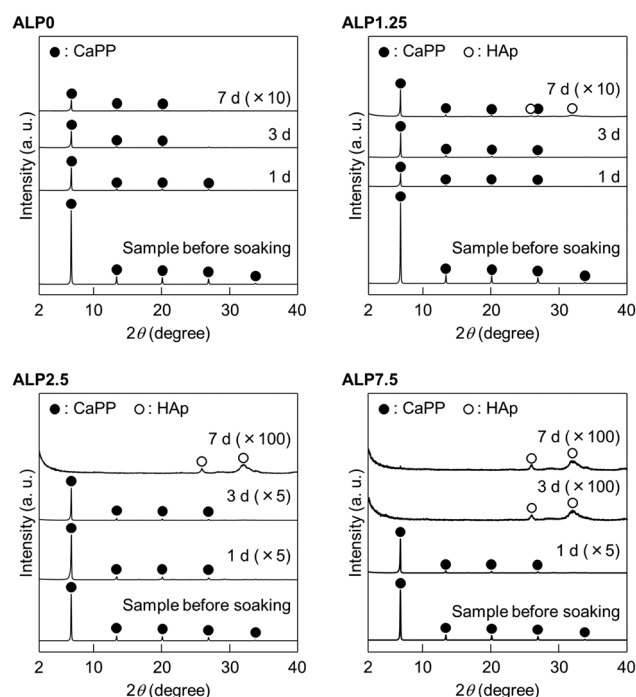 ALP0
● : CaPP
7 d (×10)
3 d
1 d
Sample before soaking
Intensity (a. u.)
2 10 20 30 40
2θ (degree)
ALP1.25
● : CaPP ○ : HAp
7 d (×10)
3 d
1 d
Sample before soaking
Intensity (a. u.)
2 10 20 30 40
2θ (degree)
ALP2.5
● : CaPP ○ : HAp
7 d (×100)
3 d (×5)
1 d (×5)
Sample before soaking
Intensity (a. u.)
2 10 20 30 40
2θ (degree)
ALP7.5
● : CaPP ○ : HAp
7 d (×100)
3 d (×100)
1 d (×5)
Sample before soaking
Intensity (a. u.)
2 10 20 30 40
2θ (degree)